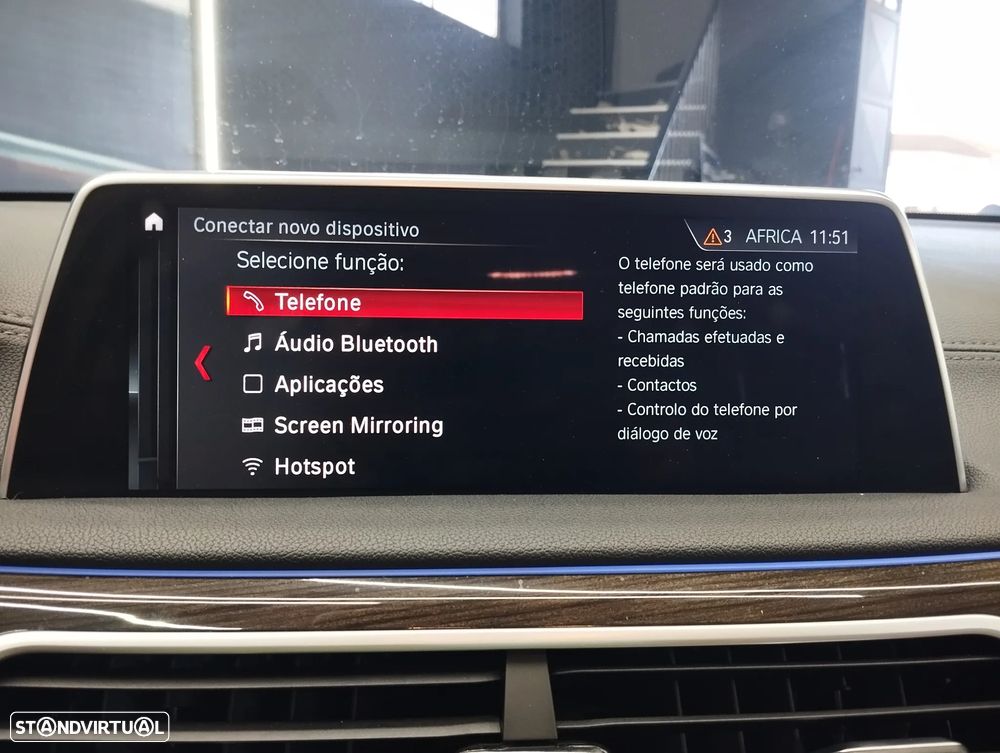 Conectar novo dispositivo
3 AFRICA 11:51
Selecione função:
Telefone
Áudio Bluetooth
Aplicações
Screen Mirroring
Hotspot
O telefone será usado como
telefone padrão para as
seguintes funções:
- Chamadas efetuadas e
recebidas
- Contactos
- Controlo do telefone por
diálogo de voz
STANDVIRTUAL